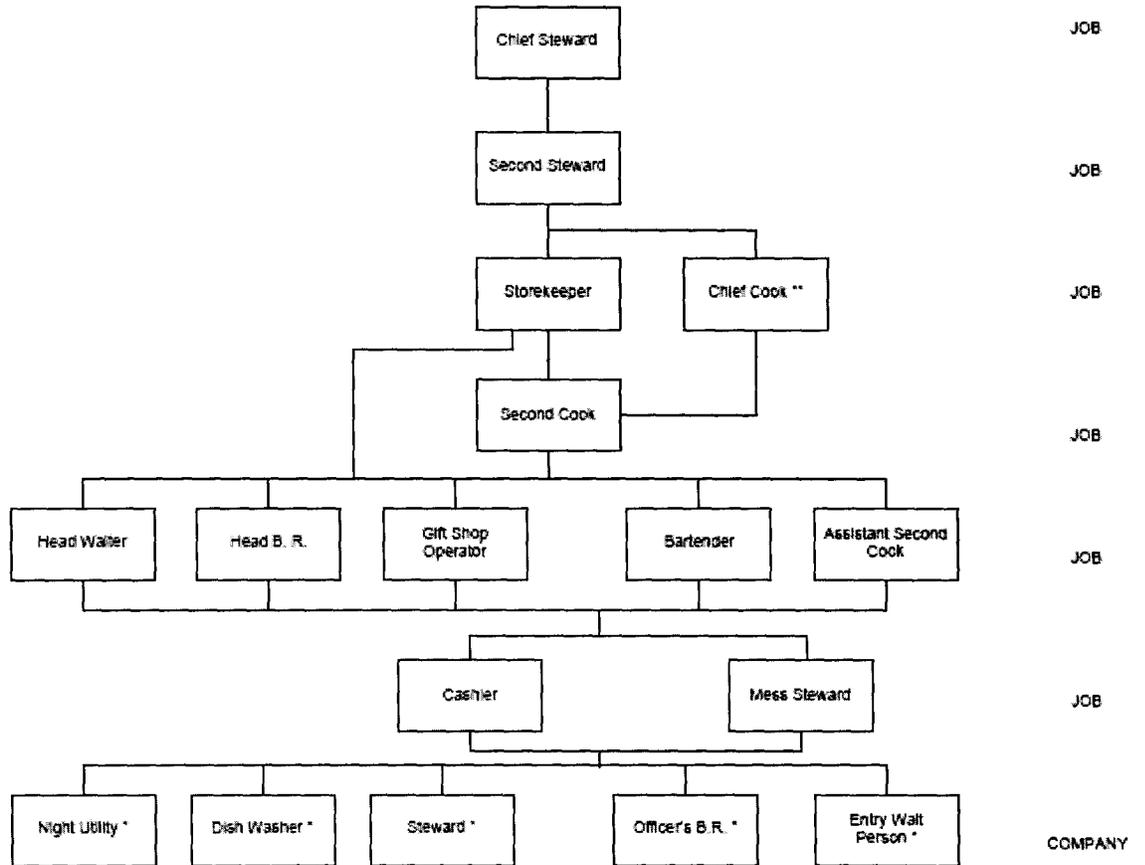 Chief Steward
JOB
Second Steward
JOB
Storekeeper
Chief Cook **
JOB
Second Cook
JOB
Head Waiter
Head B. R.
Gift Shop
Operator
Bartender
Assistant Second
Cook
JOB
Cashier
Mess Steward
JOB
Night Utility *
Dish Washer *
Steward *
Officer's B.R. *
Entry Wait
Person *
COMPANY